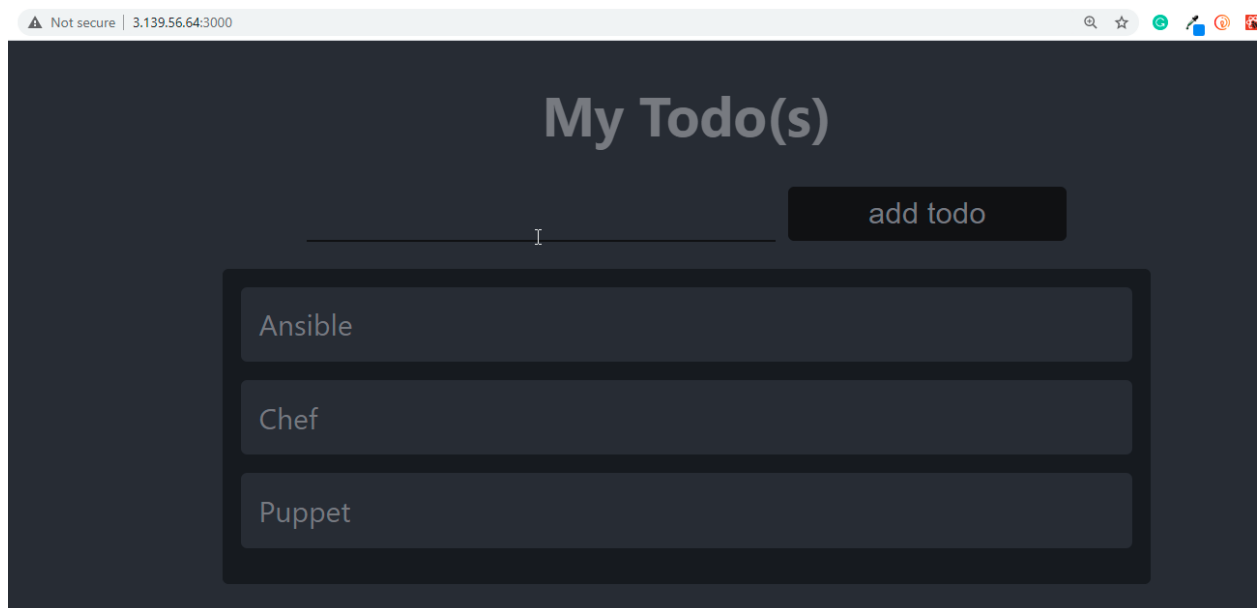 Not secure | 3.139.56.64:3000
My Todo(s)
add todo
Ansible
Chef
Puppet